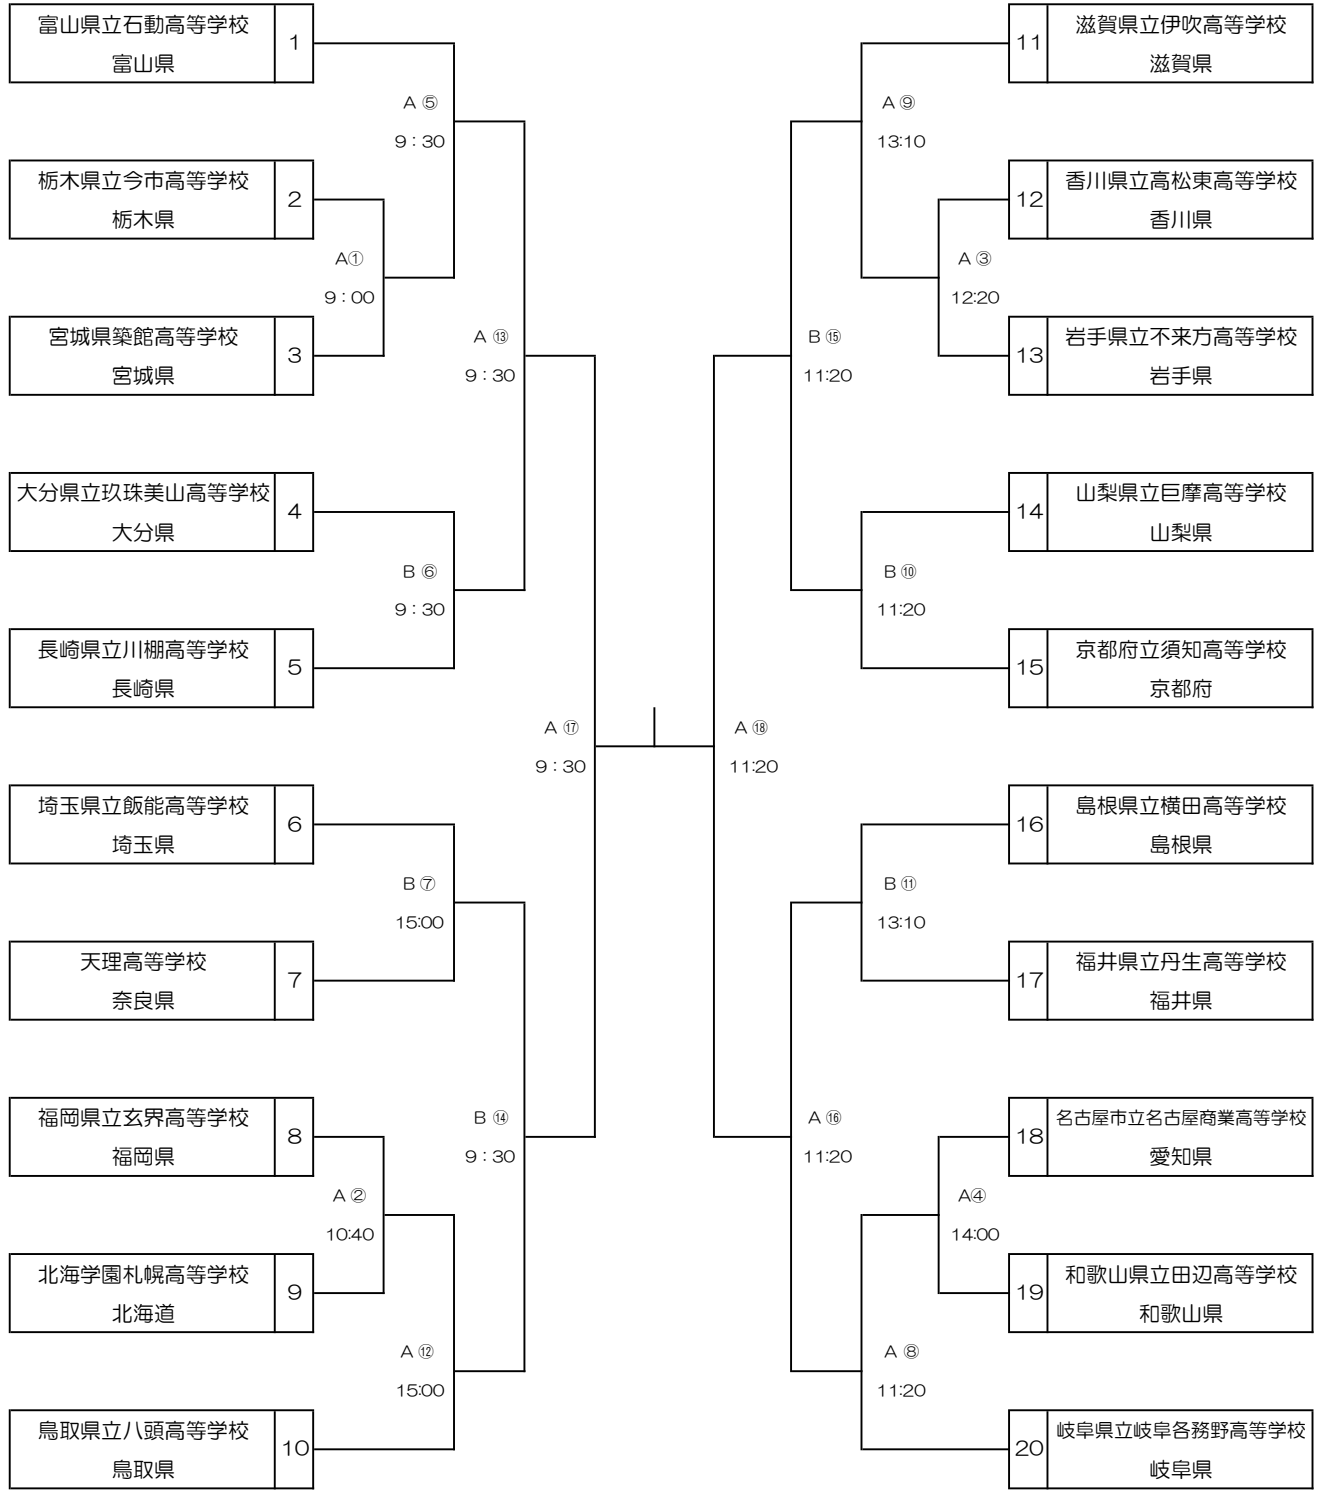 富山県立石動高等学校
富山県
1
A ⑤
9：30
栃木県立今市高等学校
栃木県
2
A①
9：00
宮城県築館高等学校
宮城県
3
A ⑬
9：30
大分県立玖珠美山高等学校
大分県
4
B ⑥
9：30
長崎県立川棚高等学校
長崎県
5
A ⑰
9：30
埼玉県立飯能高等学校
埼玉県
6
B ⑦
15:00
天理高等学校
奈良県
7
福岡県立玄界高等学校
福岡県
8
B ⑭
9：30
A ②
10:40
北海学園札幌高等学校
北海道
9
A ⑫
15:00
鳥取県立八頭高等学校
鳥取県
10
11
滋賀県立伊吹高等学校
滋賀県
A ⑨
13:10
12
香川県立高松東高等学校
香川県
A ③
12:20
13
岩手県立不来方高等学校
岩手県
B ⑮
11:20
14
山梨県立巨摩高等学校
山梨県
B ⑩
11:20
15
京都府立須知高等学校
京都府
A ⑱
11:20
16
島根県立横田高等学校
島根県
B ⑪
13:10
17
福井県立丹生高等学校
福井県
A ⑯
11:20
18
名古屋市立名古屋商業高等学校
愛知県
A④
14:00
19
和歌山県立田辺高等学校
和歌山県
A ⑧
11:20
20
岐阜県立岐阜各務野高等学校
岐阜県